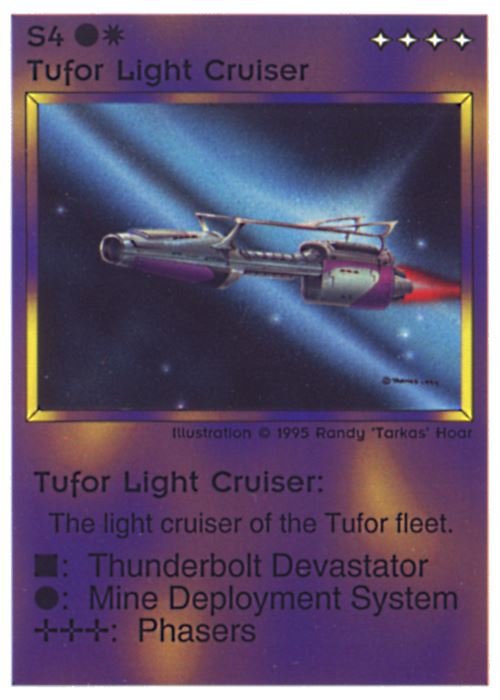 S4 ●✷ ✦✦✦✦
Tufor Light Cruiser
Illustration © 1995 Randy 'Tarkas' Hoar
Tufor Light Cruiser:
The light cruiser of the Tufor fleet.
■: Thunderbolt Devastator
●: Mine Deployment System
✛✛✛: Phasers